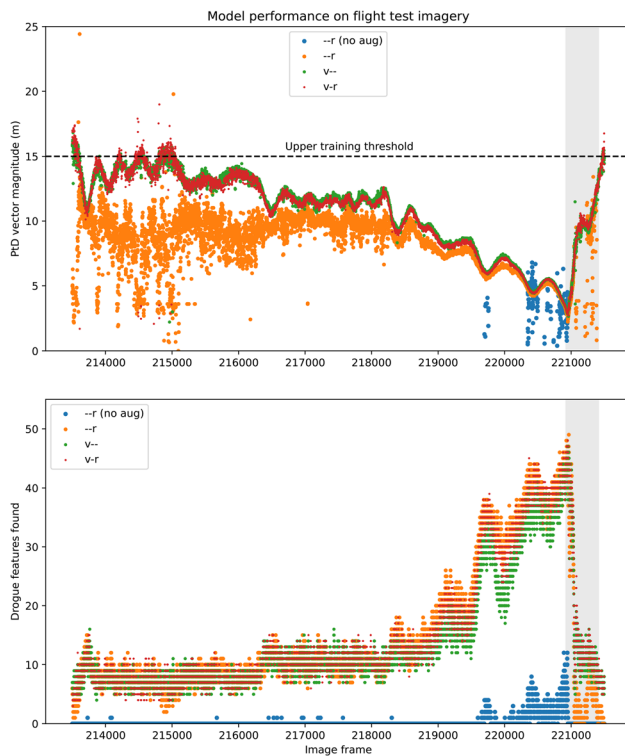 Model performance on flight test imagery
25
20
15
10
5
0
PtD vector magnitude (m)
--r (no aug)
--r
v--
v-r
Upper training threshold
214000 215000 216000 217000 218000 219000 220000 221000
50
40
30
20
10
0
Drogue features found
--r (no aug)
--r
v--
v-r
214000 215000 216000 217000 218000 219000 220000 221000
Image frame